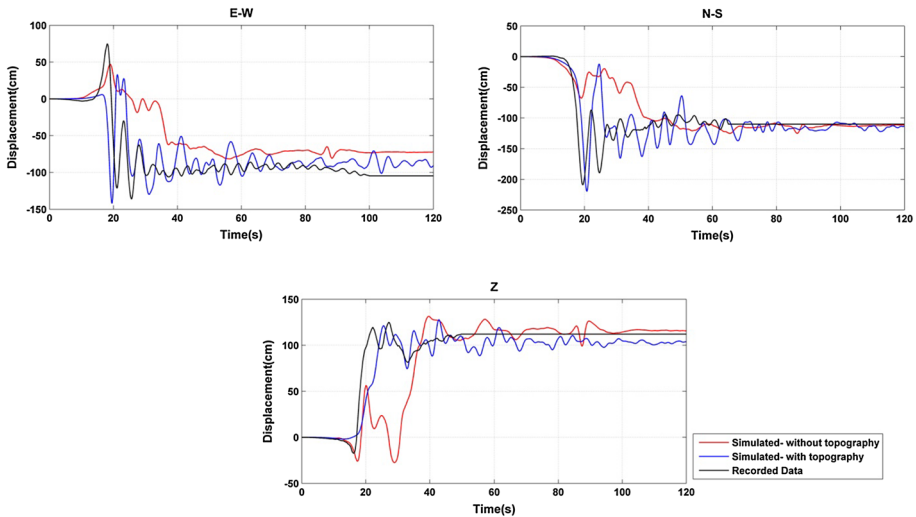 E-W
Displacement(cm)
100
50
0
-50
-100
-150
0 20 40 60 80 100 120
Time(s)
N-S
Displacement(cm)
50
0
-50
-100
-150
-200
-250
0 20 40 60 80 100 120
Time(s)
Z
Displacement(cm)
150
100
50
0
-50
0 20 40 60 80 100 120
Time(s)
Simulated- without topography
Simulated- with topography
Recorded Data